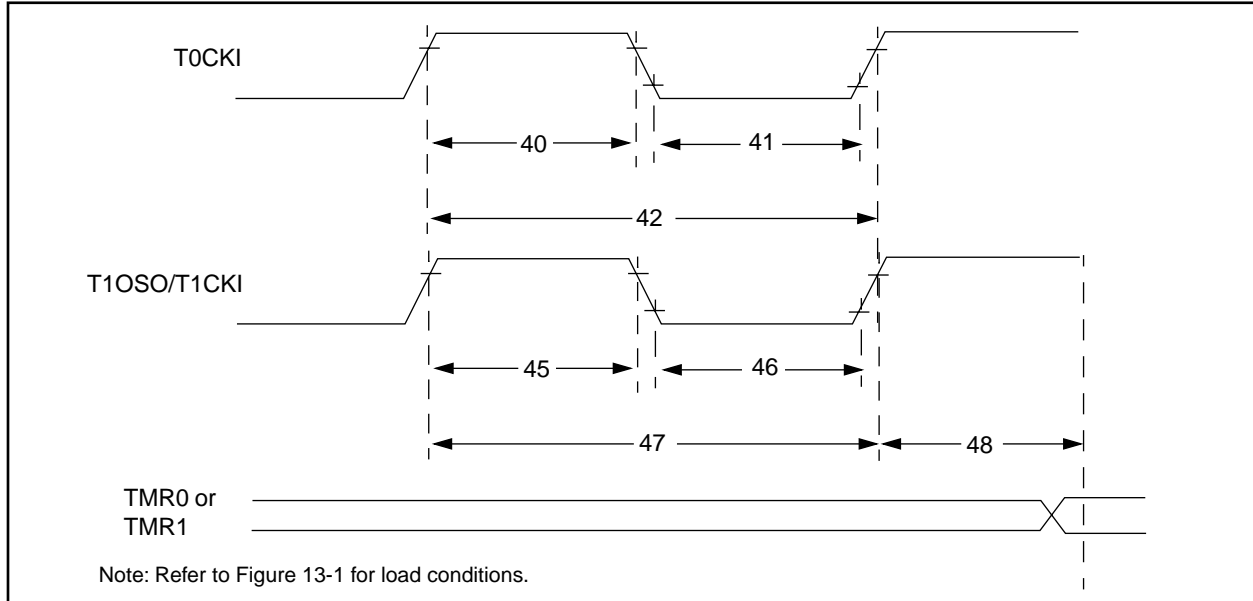 T0CKI
40
41
42
T1OSO/T1CKI
45
46
47
48
TMR0 or
TMR1
Note: Refer to Figure 13-1 for load conditions.